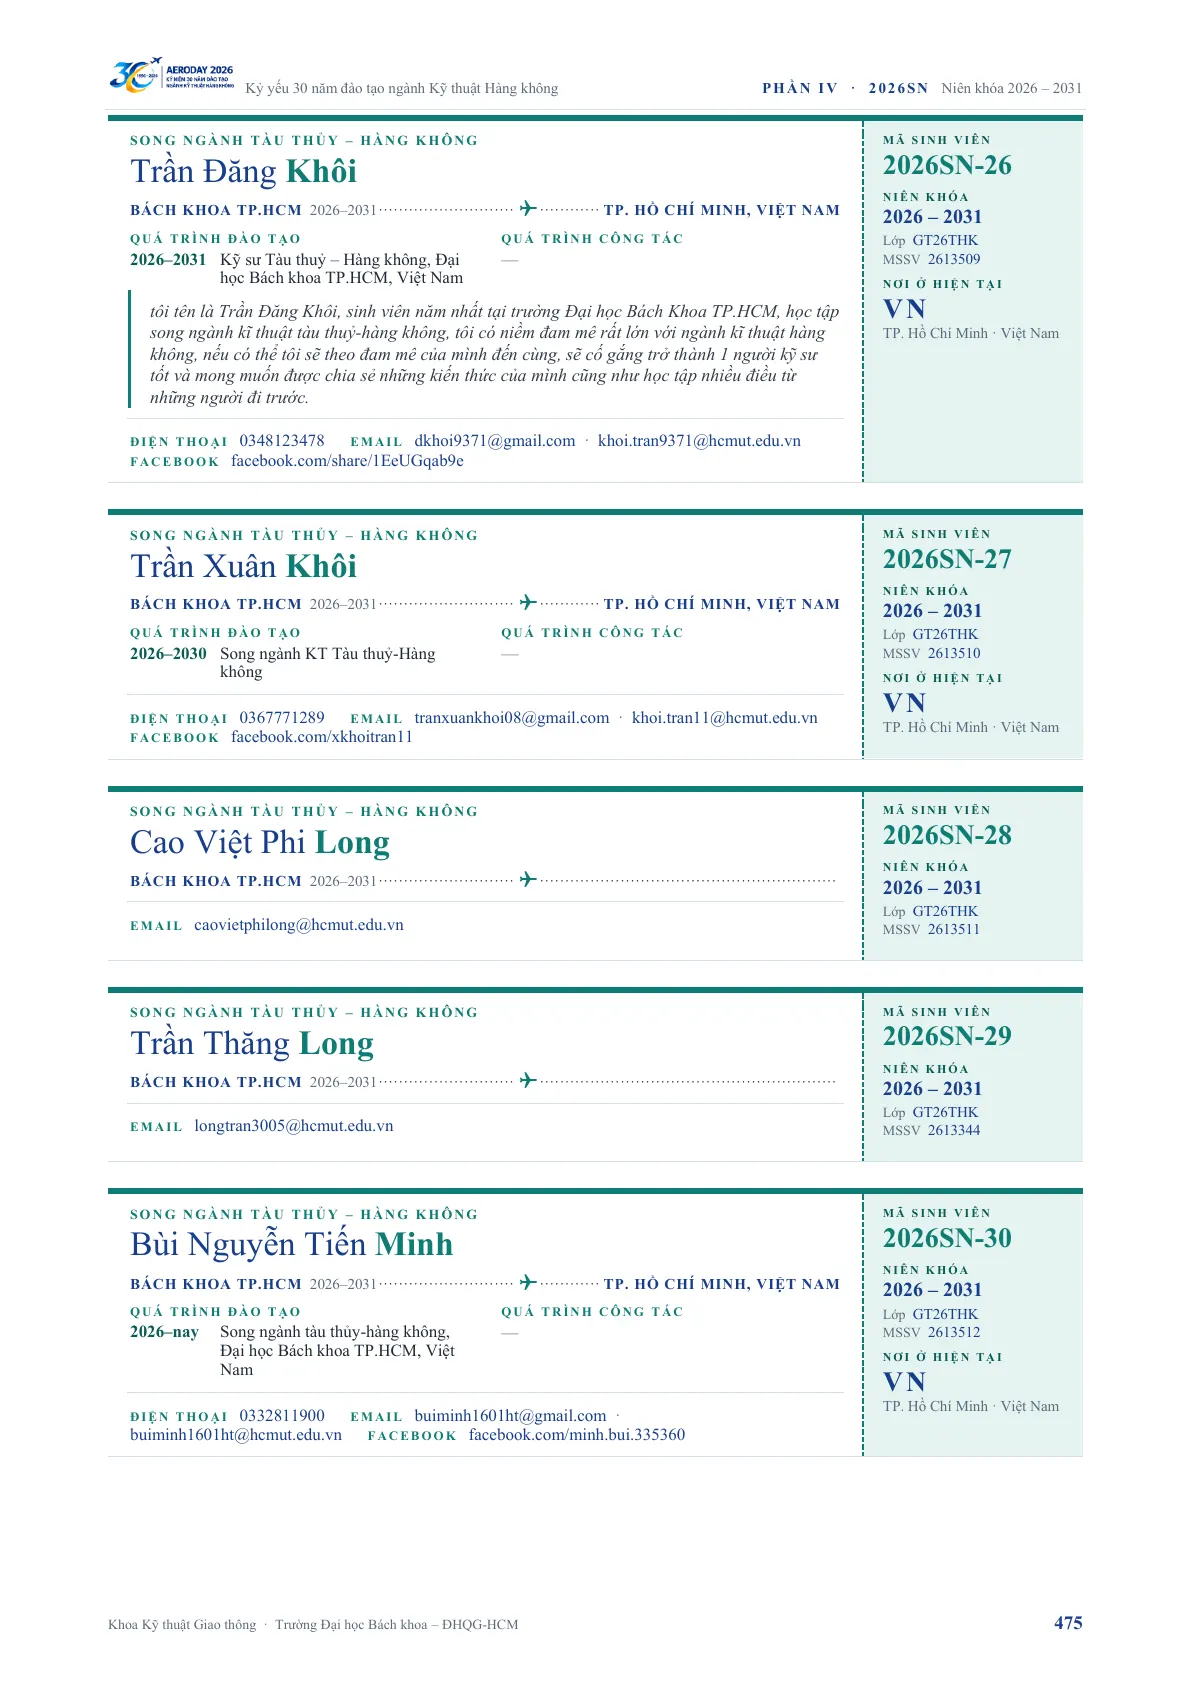 30
1996 - 2026
AERODAY 2026
KỶ NIỆM 30 NĂM ĐÀO TẠO
NGÀNH KỸ THUẬT HÀNG KHÔNG
Kỷ yếu 30 năm đào tạo ngành Kỹ thuật Hàng không
PHẦN IV · 2026SN Niên khóa 2026 – 2031
SONG NGÀNH TÀU THỦY – HÀNG KHÔNG
Trần Đăng Khôi
BÁCH KHOA TP.HCM 2026–2031 TP. HỒ CHÍ MINH, VIỆT NAM
QUÁ TRÌNH ĐÀO TẠO
2026–2031 Kỹ sư Tàu thuỷ – Hàng không, Đại
học Bách khoa TP.HCM, Việt Nam
QUÁ TRÌNH CÔNG TÁC
—
tôi tên là Trần Đăng Khôi, sinh viên năm nhất tại trường Đại học Bách Khoa TP.HCM, học tập
song ngành kĩ thuật tàu thuỷ-hàng không, tôi có niềm đam mê rất lớn với ngành kĩ thuật hàng
không, nếu có thể tôi sẽ theo đam mê của mình đến cùng, sẽ cố gắng trở thành 1 người kỹ sư
tốt và mong muốn được chia sẻ những kiến thức của mình cũng như học tập nhiều điều từ
những người đi trước.
ĐIỆN THOẠI 0348123478 EMAIL dkhoi9371@gmail.com · khoi.tran9371@hcmut.edu.vn
FACEBOOK facebook.com/share/1EeUGqab9e
MÃ SINH VIÊN
2026SN-26
NIÊN KHÓA
2026 – 2031
Lớp GT26THK
MSSV 2613509
NƠI Ở HIỆN TẠI
VN
TP. Hồ Chí Minh · Việt Nam
SONG NGÀNH TÀU THỦY – HÀNG KHÔNG
Trần Xuân Khôi
BÁCH KHOA TP.HCM 2026–2031 TP. HỒ CHÍ MINH, VIỆT NAM
QUÁ TRÌNH ĐÀO TẠO
2026–2030 Song ngành KT Tàu thuỷ-Hàng
không
QUÁ TRÌNH CÔNG TÁC
—
ĐIỆN THOẠI 0367771289 EMAIL tranxuankhoi08@gmail.com · khoi.tran11@hcmut.edu.vn
FACEBOOK facebook.com/xkhoitran11
MÃ SINH VIÊN
2026SN-27
NIÊN KHÓA
2026 – 2031
Lớp GT26THK
MSSV 2613510
NƠI Ở HIỆN TẠI
VN
TP. Hồ Chí Minh · Việt Nam
SONG NGÀNH TÀU THỦY – HÀNG KHÔNG
Cao Việt Phi Long
BÁCH KHOA TP.HCM 2026–2031
EMAIL caovietphilong@hcmut.edu.vn
MÃ SINH VIÊN
2026SN-28
NIÊN KHÓA
2026 – 2031
Lớp GT26THK
MSSV 2613511
SONG NGÀNH TÀU THỦY – HÀNG KHÔNG
Trần Thăng Long
BÁCH KHOA TP.HCM 2026–2031
EMAIL longtran3005@hcmut.edu.vn
MÃ SINH VIÊN
2026SN-29
NIÊN KHÓA
2026 – 2031
Lớp GT26THK
MSSV 2613344
SONG NGÀNH TÀU THỦY – HÀNG KHÔNG
Bùi Nguyễn Tiến Minh
BÁCH KHOA TP.HCM 2026–2031 TP. HỒ CHÍ MINH, VIỆT NAM
QUÁ TRÌNH ĐÀO TẠO
2026–nay Song ngành tàu thủy-hàng không,
Đại học Bách khoa TP.HCM, Việt
Nam
QUÁ TRÌNH CÔNG TÁC
—
ĐIỆN THOẠI 0332811900 EMAIL buiminh1601ht@gmail.com ·
buiminh1601ht@hcmut.edu.vn FACEBOOK facebook.com/minh.bui.335360
MÃ SINH VIÊN
2026SN-30
NIÊN KHÓA
2026 – 2031
Lớp GT26THK
MSSV 2613512
NƠI Ở HIỆN TẠI
VN
TP. Hồ Chí Minh · Việt Nam
Khoa Kỹ thuật Giao thông · Trường Đại học Bách khoa – ĐHQG-HCM
475